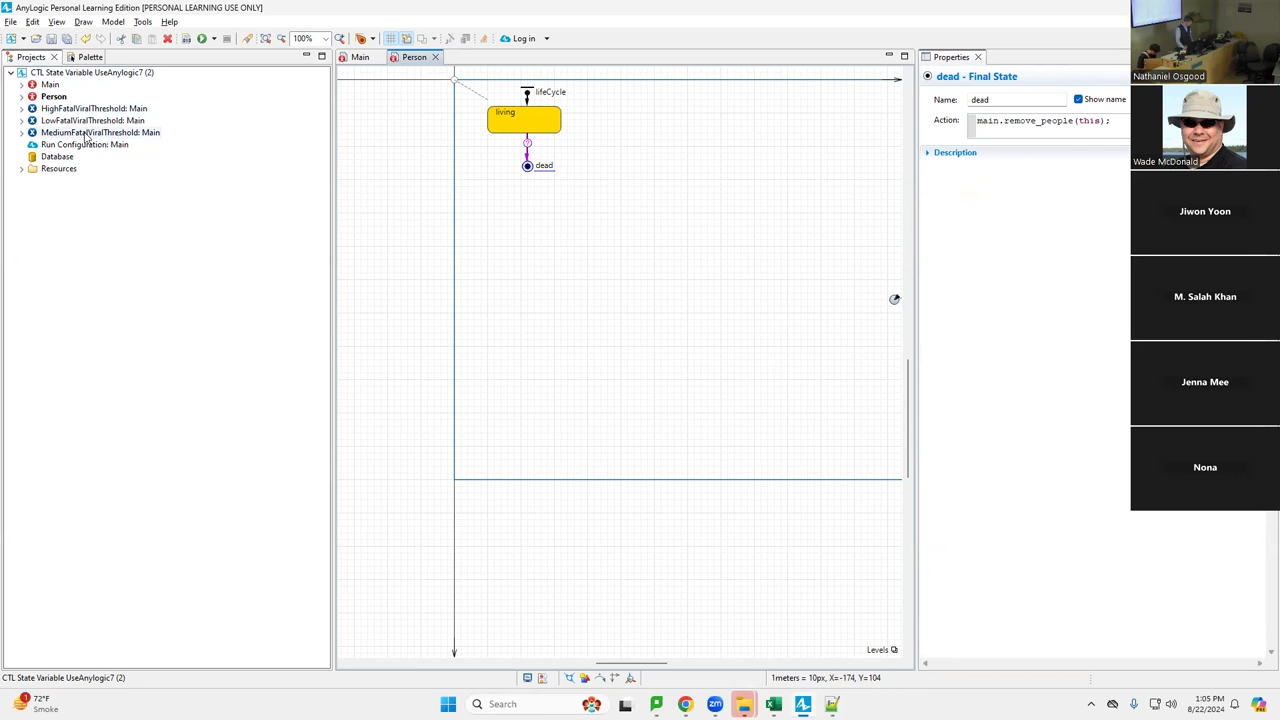 AnyLogic Personal Learning Edition [PERSONAL LEARNING USE ONLY]
File Edit View Draw Model Tools Help
100% Log in
Projects Palette Main Person Properties
CTL State Variable UseAnylogic7 (2)
Main
Person
HighFatalViralThreshold: Main
LowFatalViralThreshold: Main
MediumFatalViralThreshold: Main
Run Configuration: Main
Database
Resources
lifeCycle
living
?
dead
Levels
dead - Final State
Name: dead Show name
Action: main.remove_people(this);
Description
Nathaniel Osgood
Wade McDonald
Jiwon Yoon
M. Salah Khan
Jenna Mee
Nona
CTL State Variable UseAnylogic7 (2) 1meters = 10px, X=-174, Y=104
1
72°F
Smoke
Search
zm
1:05 PM
8/22/2024